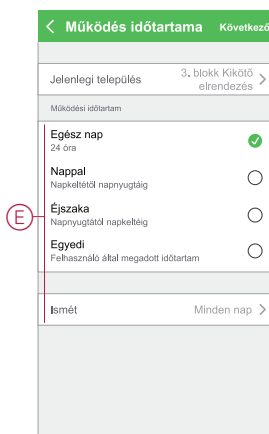 Működés időtartama Következő
Jelenlegi település 3. blokk Kikötő
elrendezés
Működési időtartam
Egész nap
24 óra
Nappal
Napkeltétől napnyugtáig
Éjszaka
Napnyugtától napkeltéig
E
Egyedi
Felhasználó által megadott időtartam
Ismét Minden nap